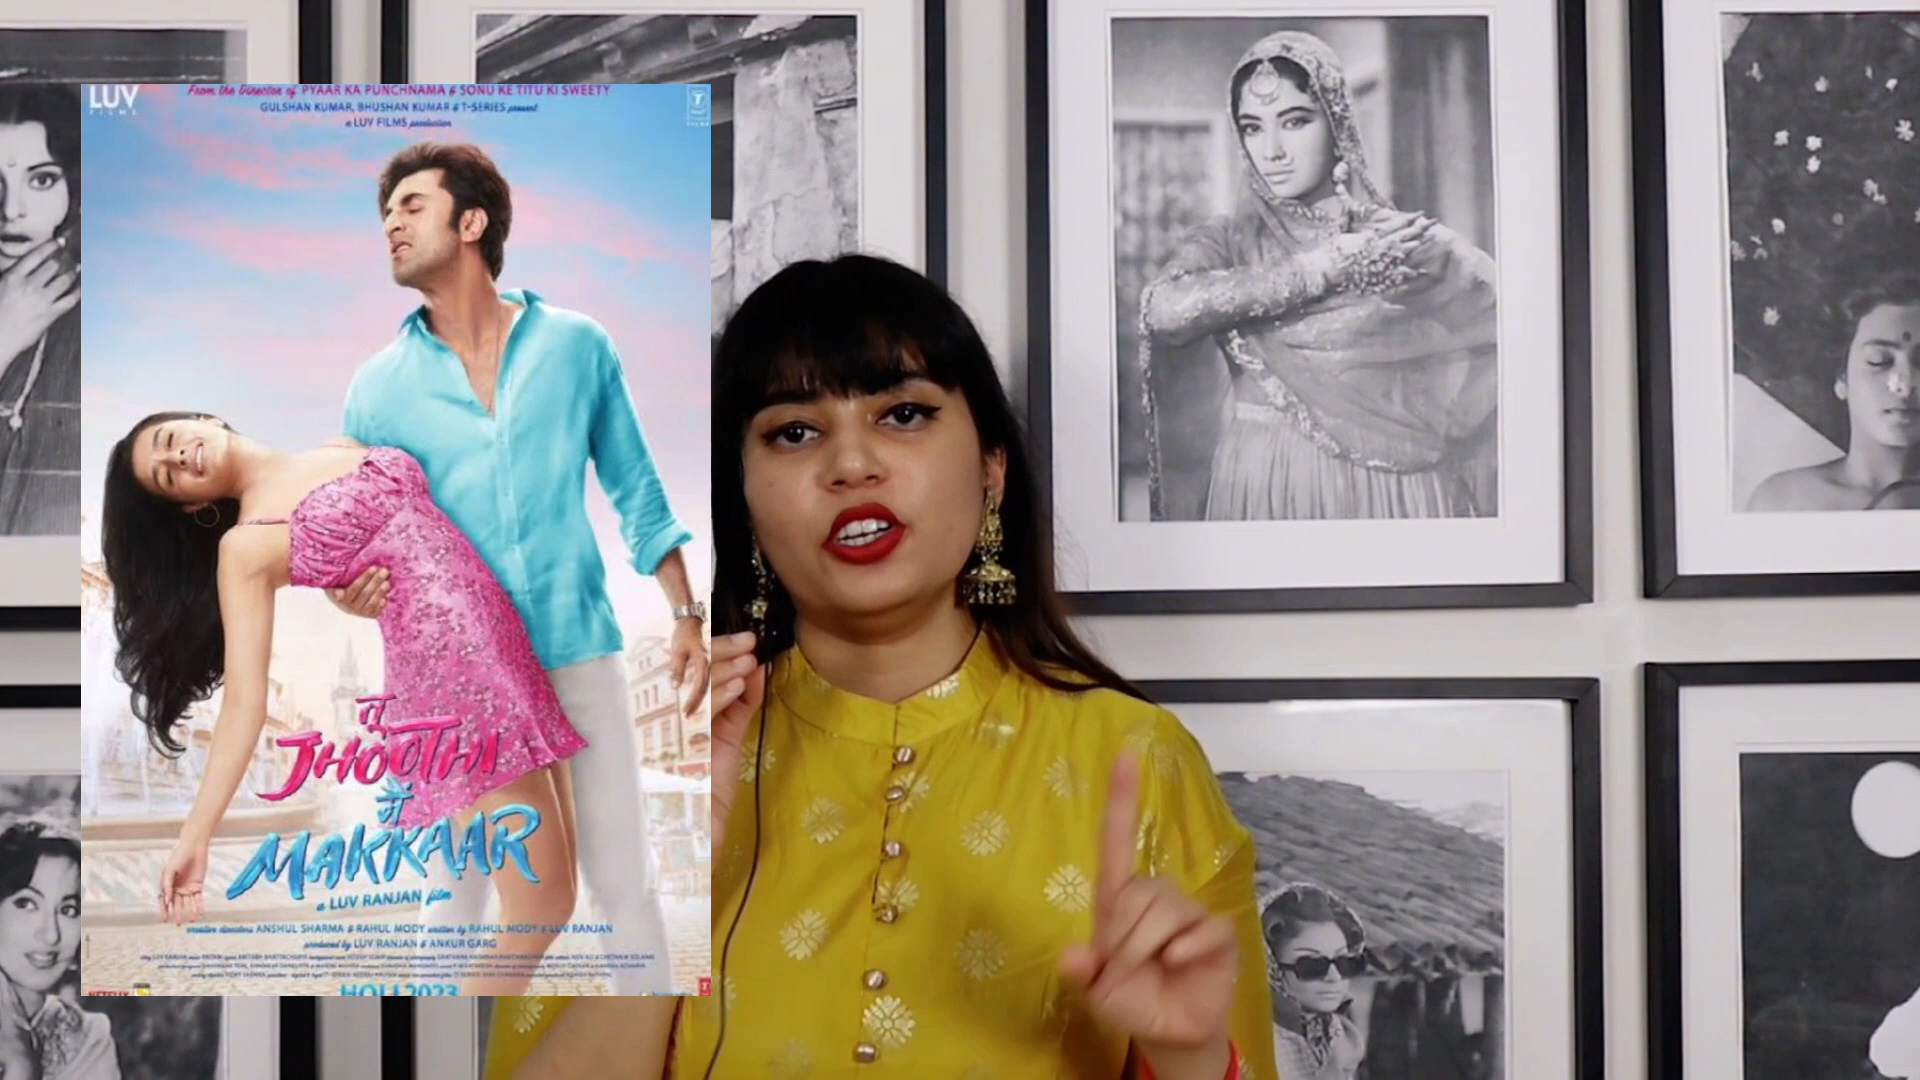 LUV
FILMS
From the Director of PYAAR KA PUNCHNAMA & SONU KE TITU KI SWEETY
GULSHAN KUMAR, BHUSHAN KUMAR & T-SERIES present
a LUV FILMS production
तू
JHOOTHI
मैं
MAKKAAR
a LUV RANJAN film
creative directors ANSHUL SHARMA & RAHUL MODY written by RAHUL MODY & LUV RANJAN
produced by LUV RANJAN & ANKUR GARG
HOLI 2023